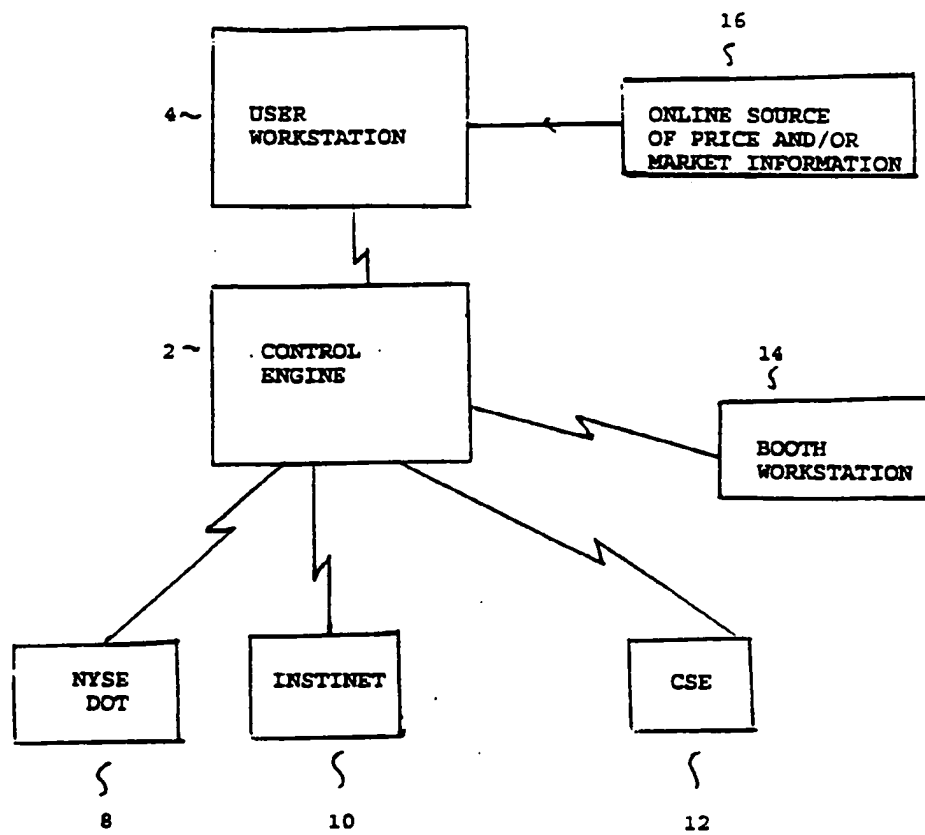 16
4~
USER
WORKSTATION
ONLINE SOURCE
OF PRICE AND/OR
MARKET INFORMATION
2~
CONTROL
ENGINE
14
BOOTH
WORKSTATION
NYSE
DOT
INSTINET
CSE
8
10
12